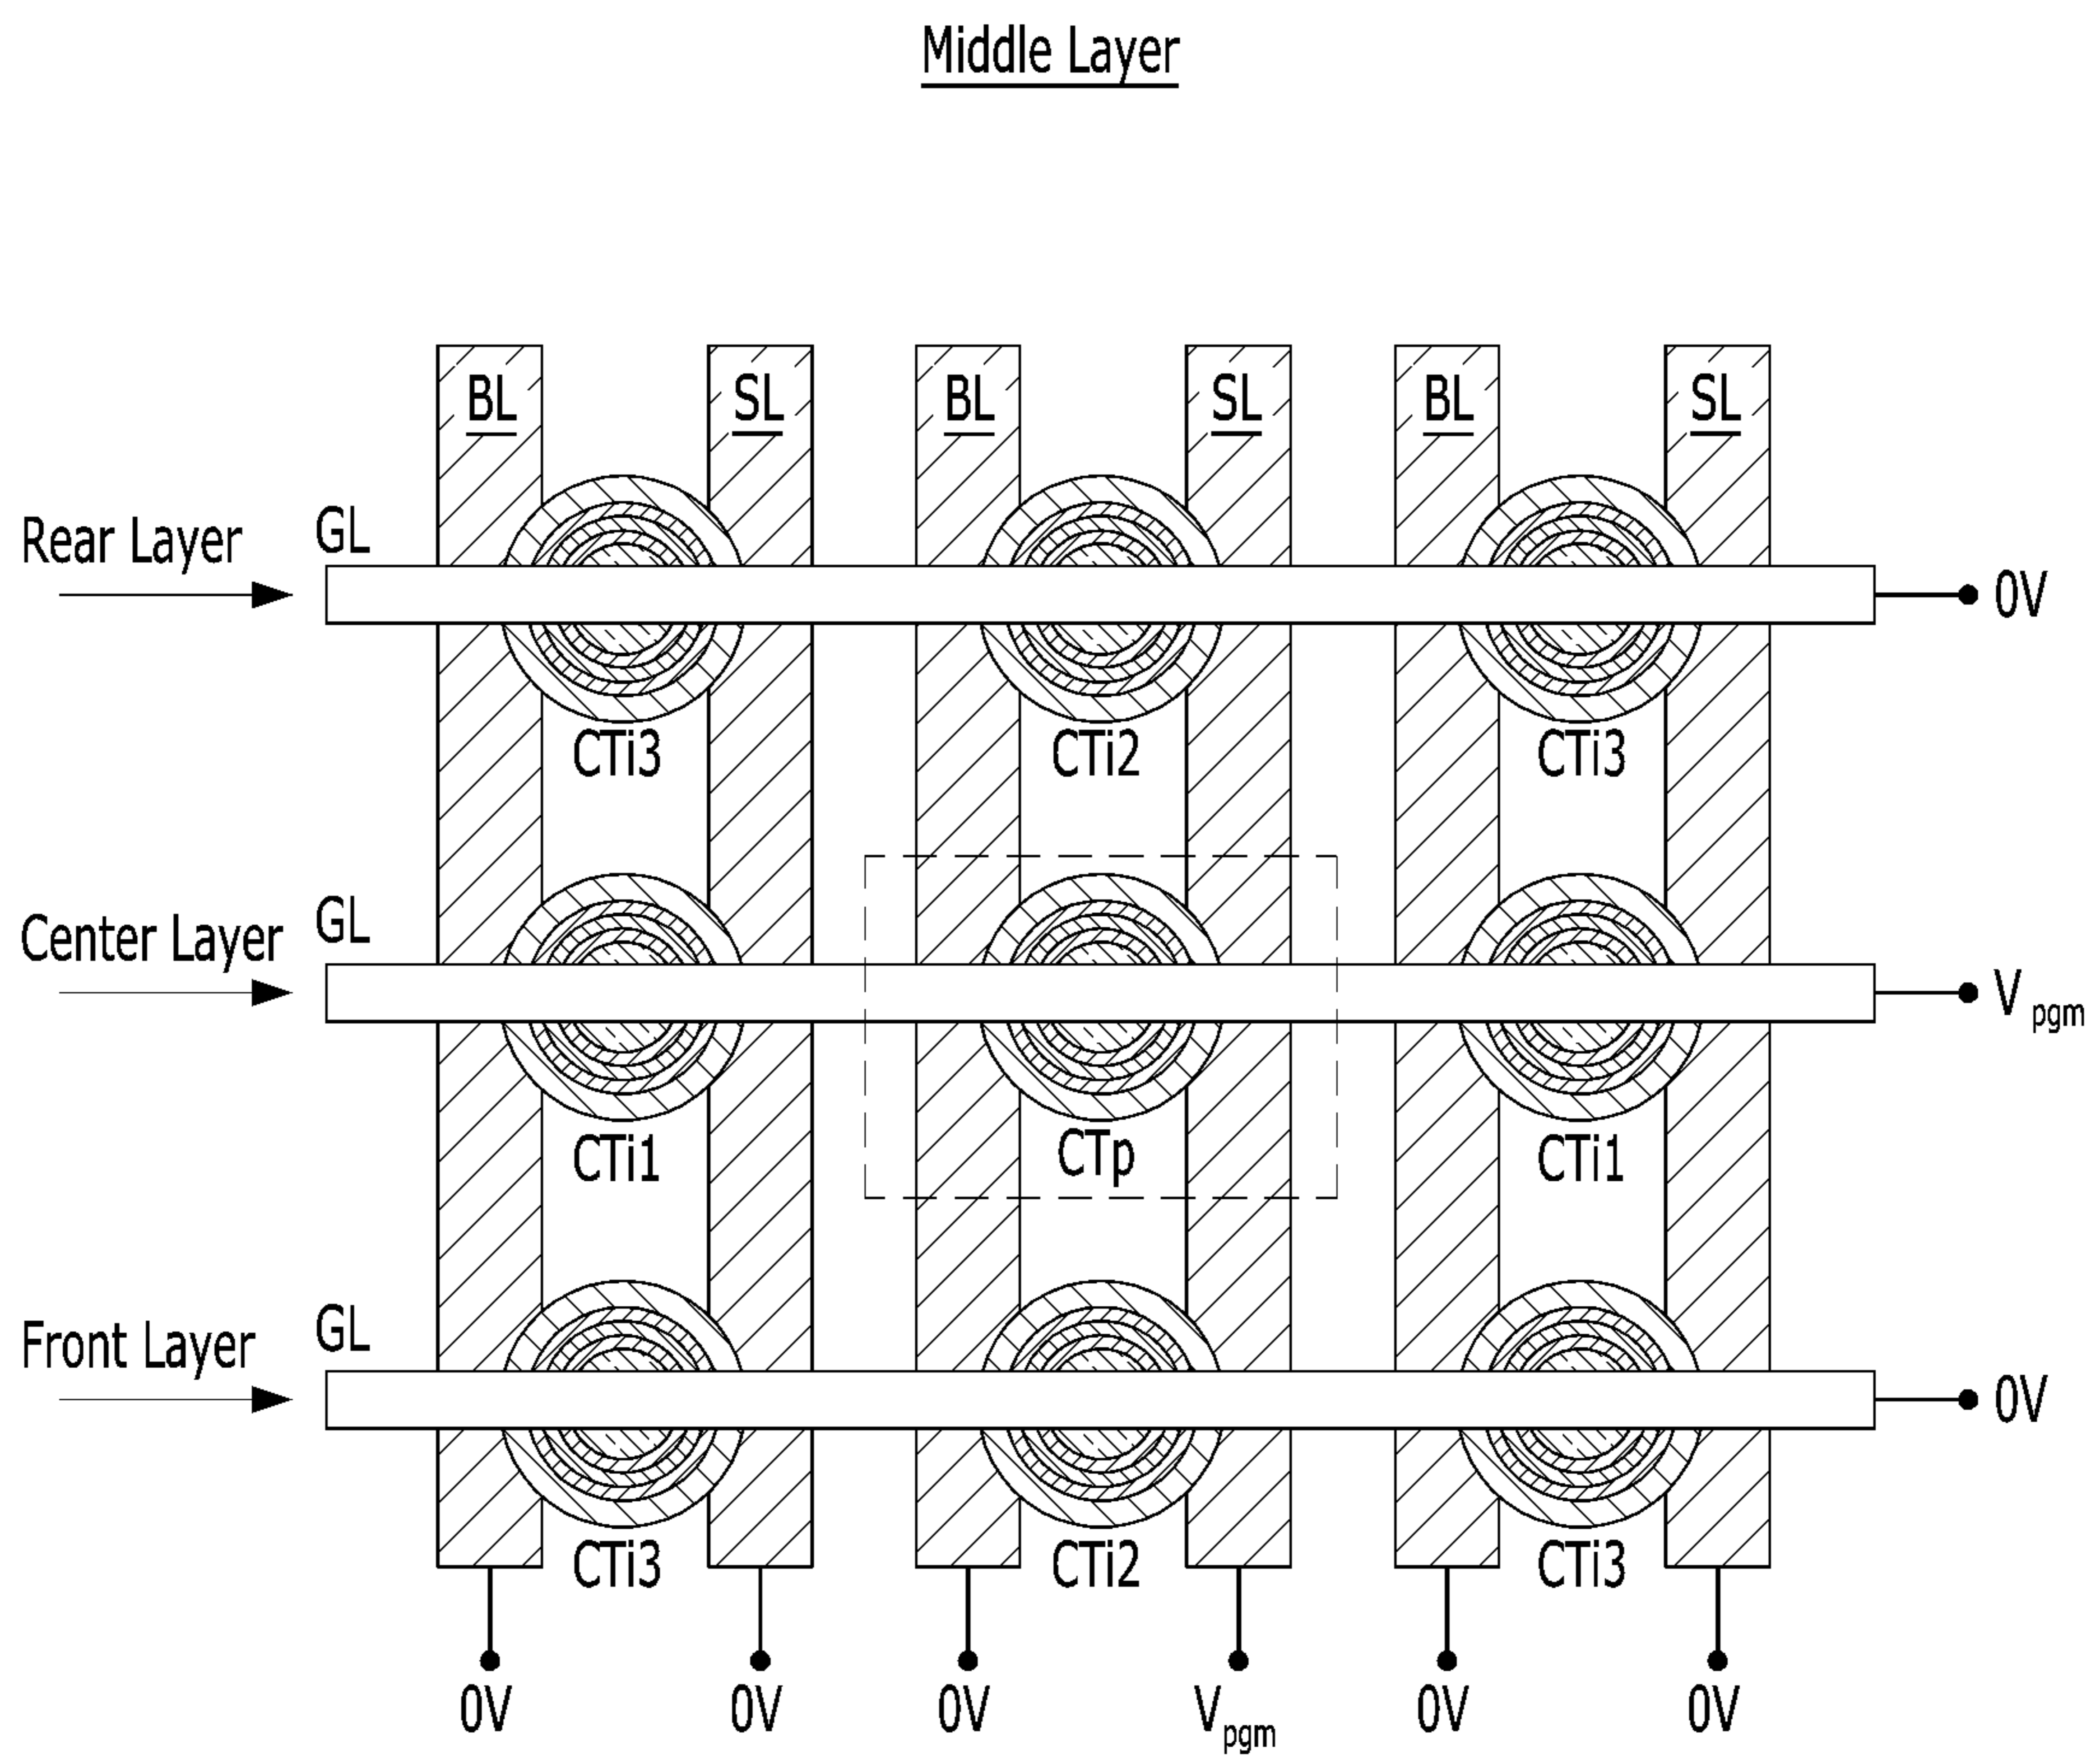 Middle Layer
BL SL BL SL BL SL
Rear Layer GL 0V
CTi3 CTi2 CTi3
Center Layer GL Vpgm
CTi1 CTp CTi1
Front Layer GL 0V
CTi3 CTi2 CTi3
0V 0V 0V Vpgm 0V 0V